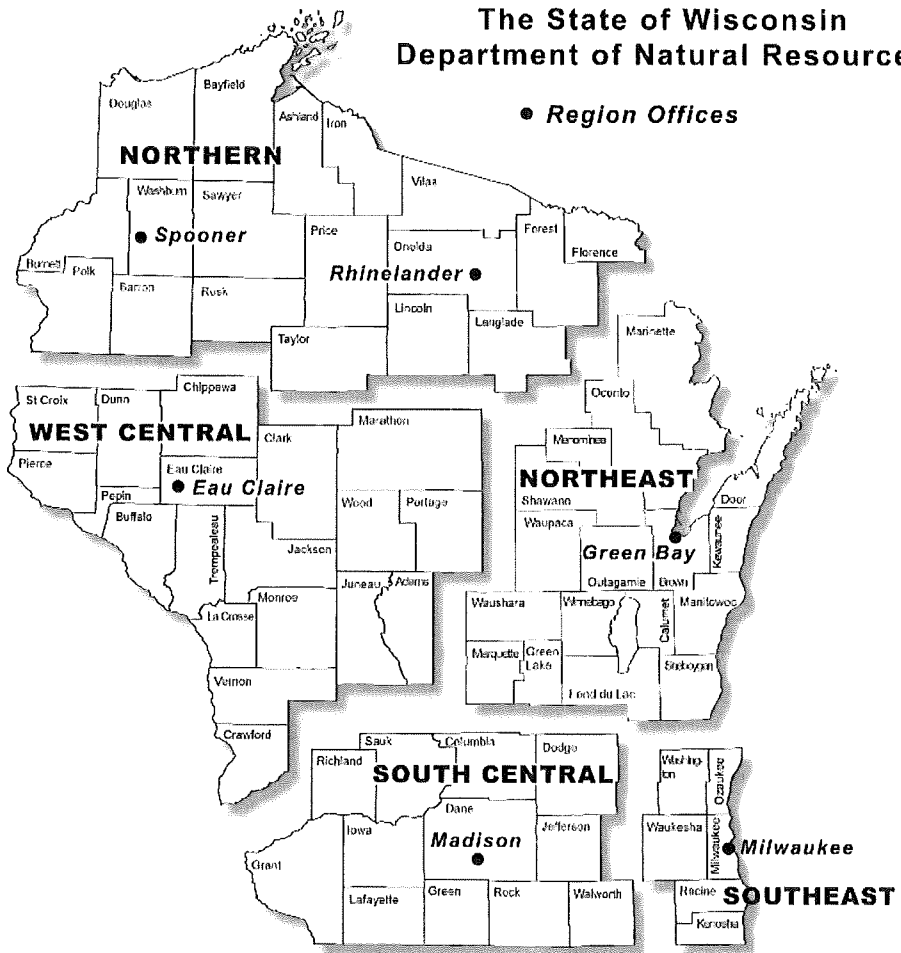 The State of Wisconsin
Department of Natural Resource
Region Offices
Bayfield
Douglas
Ashland
Iron
NORTHERN
Vilas
Washburn
Sawyer
Price
Forest
Spooner
Oneida
Florence
Burnett
Polk
Rhinelander
Barron
Rusk
Lincoln
Langlade
Taylor
Marinette
Chippewa
St Croix
Dunn
Oconto
Marathon
WEST CENTRAL
Clark
Menominee
Pierce
Eau Claire
NORTHEAST
Eau Claire
Pepin
Wood
Portage
Shawano
Door
Buffalo
Waupaca
Trempealeau
Kewaunee
Jackson
Green Bay
Juneau
Adams
Outagamie
Brown
Monroe
Waushara
Winnebago
Calumet
Manitowoc
La Crosse
Marquette
Green
Lake
Sheboygan
Vernon
Fond du Lac
Crawford
Sauk
Columbia
Dodge
Richland
Washing-
ton
Ozaukee
SOUTH CENTRAL
Dane
Iowa
Jefferson
Waukesha
Milwaukee
Madison
Milwaukee
Grant
Lafayette
Green
Rock
Walworth
Racine
SOUTHEAST
Kenosha